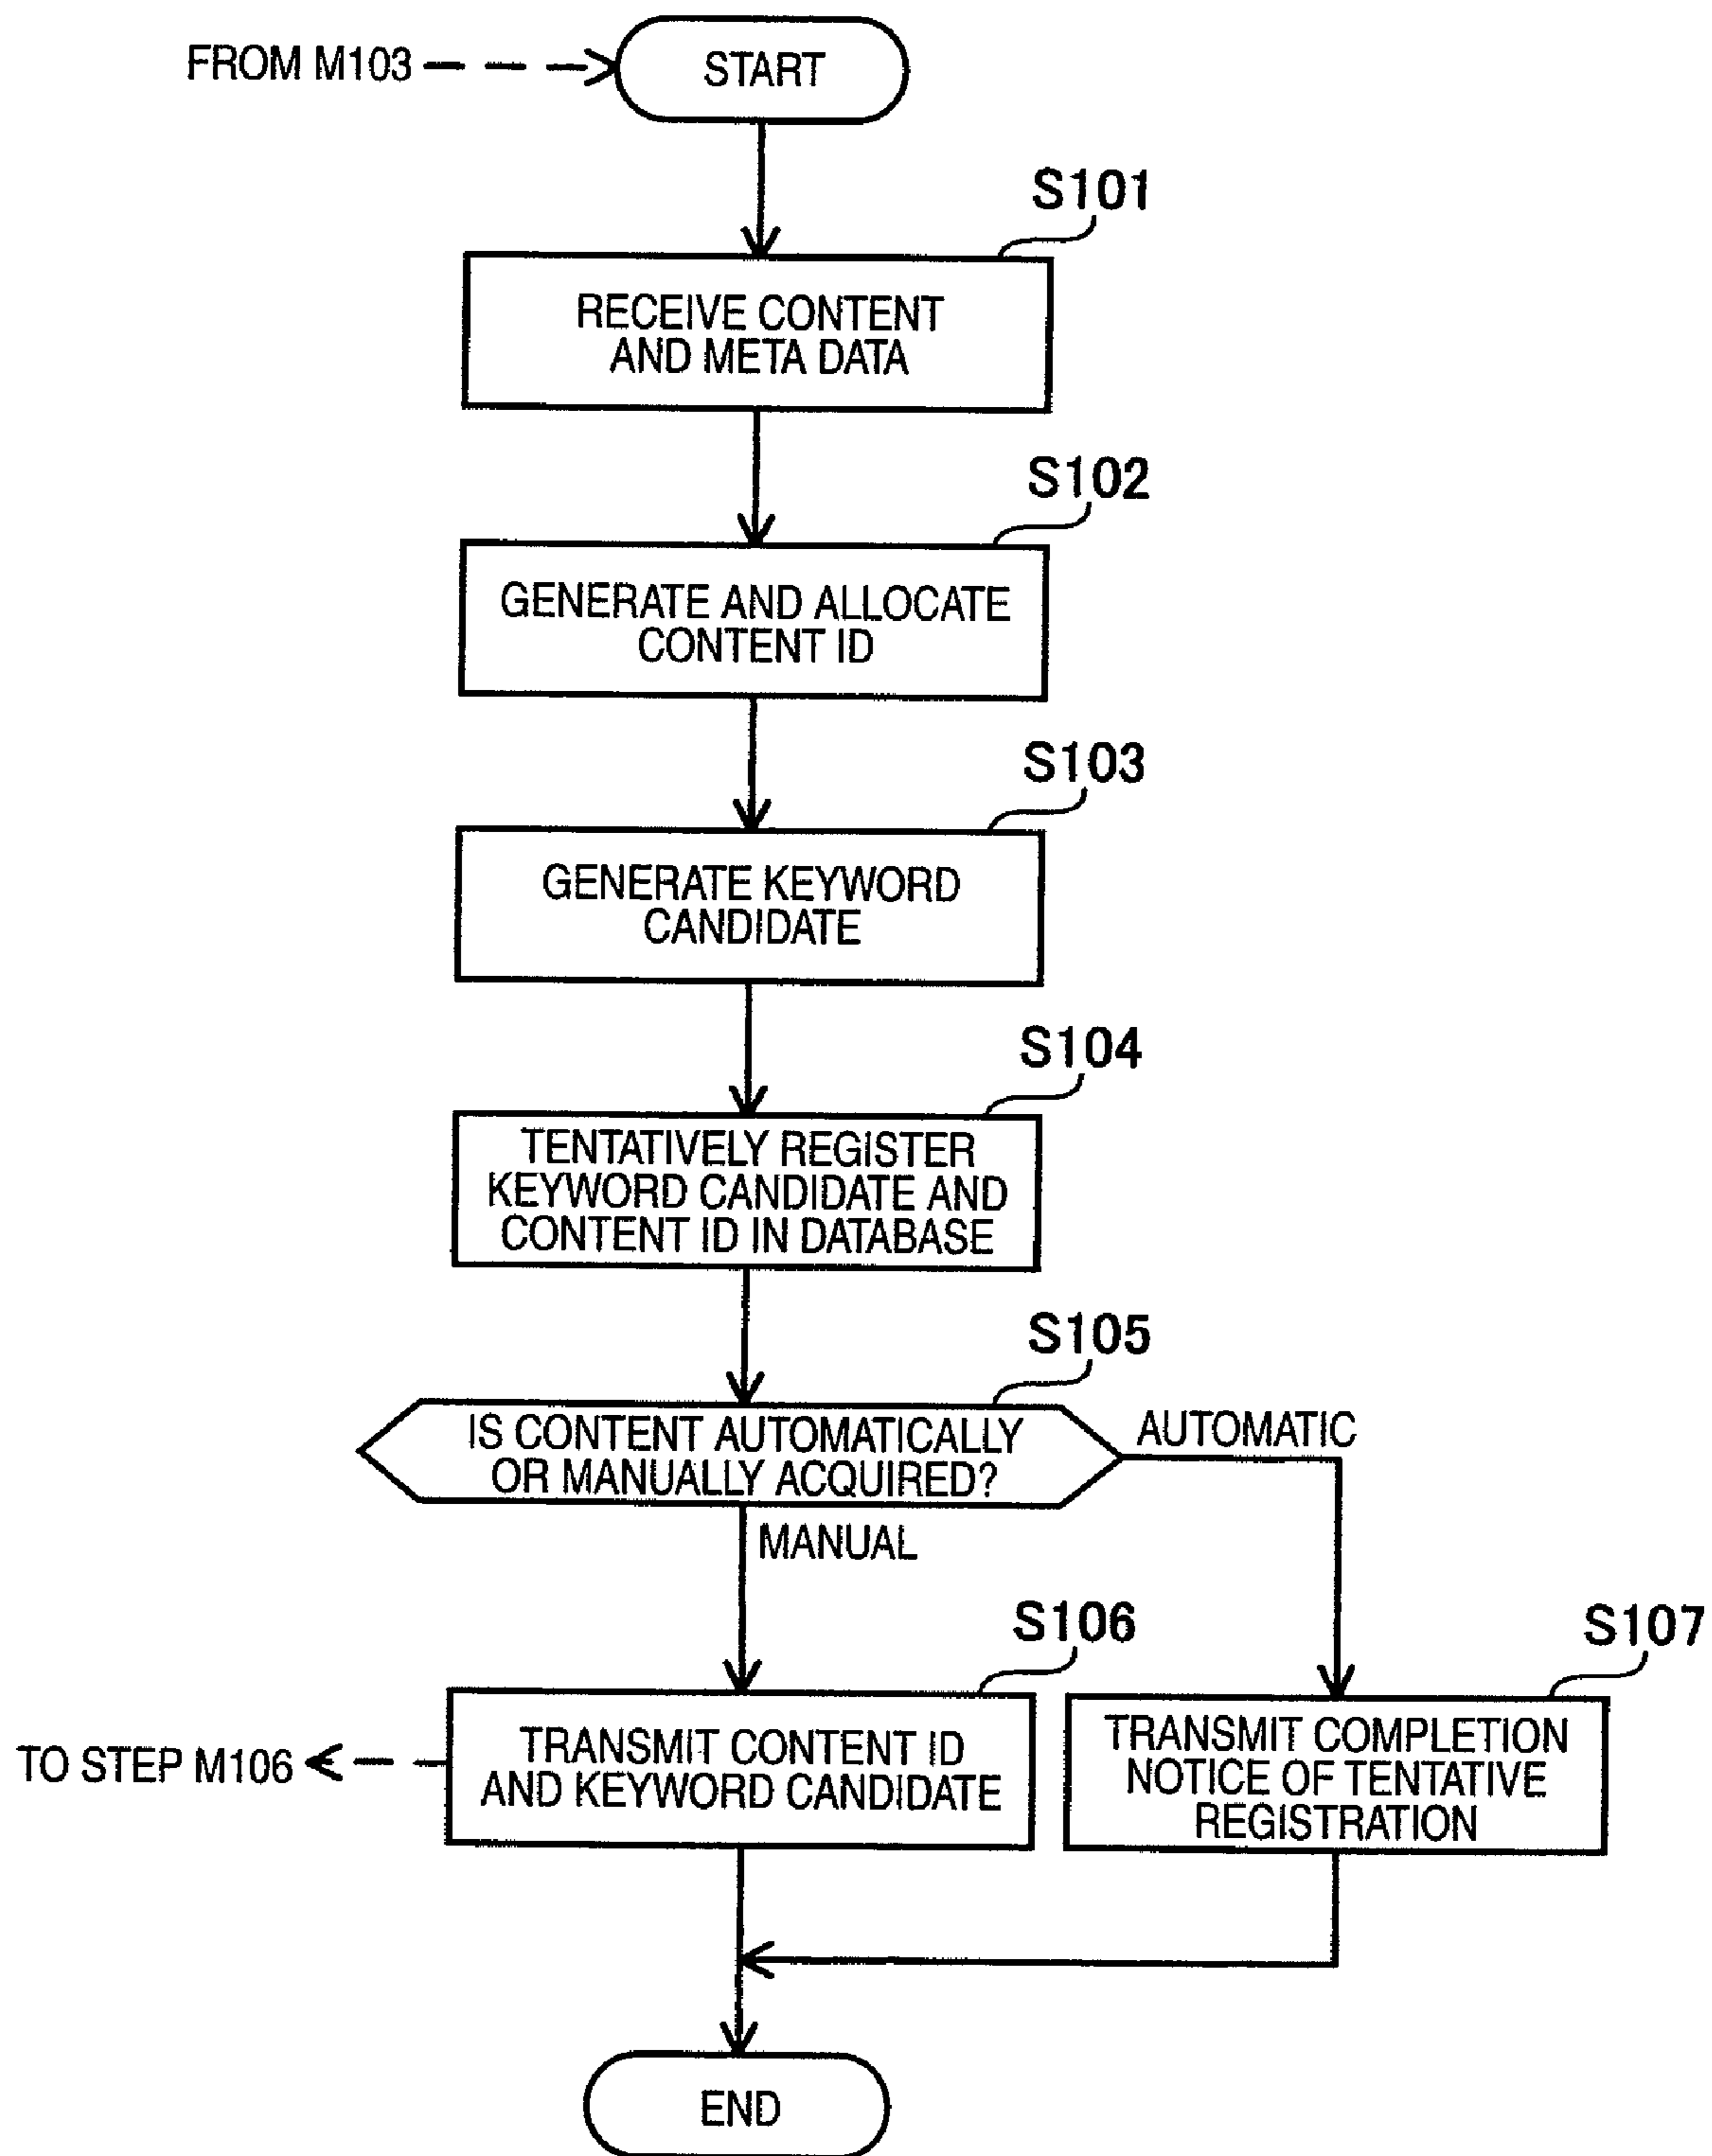 FROM M103
START
S101
RECEIVE CONTENT
AND META DATA
S102
GENERATE AND ALLOCATE
CONTENT ID
S103
GENERATE KEYWORD
CANDIDATE
S104
TENTATIVELY REGISTER
KEYWORD CANDIDATE AND
CONTENT ID IN DATABASE
S105
IS CONTENT AUTOMATICALLY
OR MANUALLY ACQUIRED?
AUTOMATIC
MANUAL
S106
TRANSMIT CONTENT ID
AND KEYWORD CANDIDATE
TO STEP M106
S107
TRANSMIT COMPLETION
NOTICE OF TENTATIVE
REGISTRATION
END